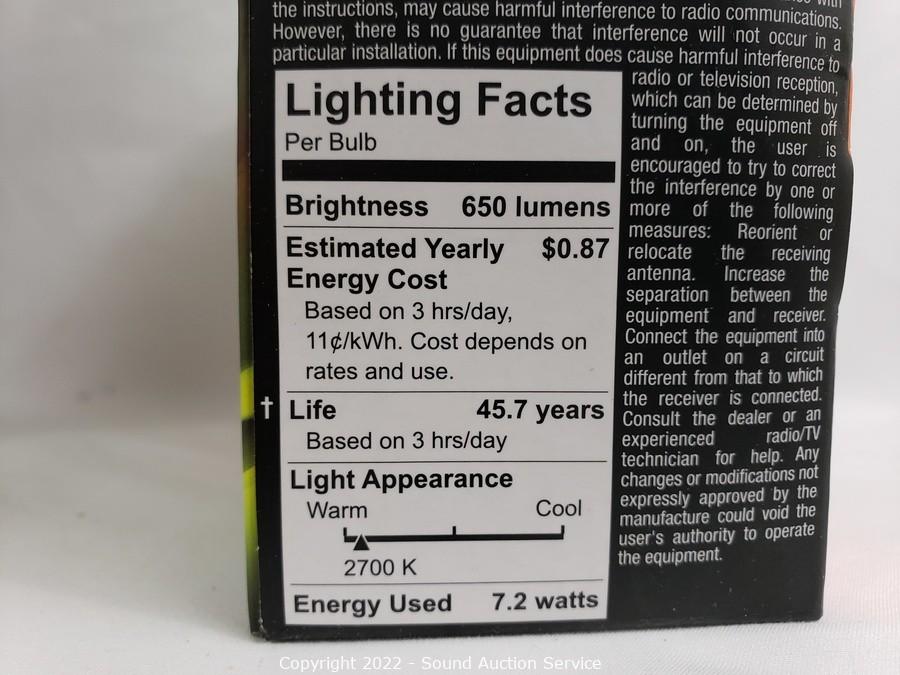 the instructions, may cause harmful interference to radio communications.
However, there is no guarantee that interference will not occur in a
particular installation. If this equipment does cause harmful interference to
radio or television reception,
which can be determined by
turning the equipment off
and on, the user is
encouraged to try to correct
the interference by one or
more of the following
measures: Reorient or
relocate the receiving
antenna. Increase the
separation between the
equipment and receiver.
Connect the equipment into
an outlet on a circuit
different from that to which
the receiver is connected.
Consult the dealer or an
experienced radio/TV
technician for help. Any
changes or modifications not
expressly approved by the
manufacture could void the
user's authority to operate
the equipment.
Lighting Facts
Per Bulb
Brightness 650 lumens
Estimated Yearly $0.87
Energy Cost
Based on 3 hrs/day,
11¢/kWh. Cost depends on
rates and use.
† Life 45.7 years
Based on 3 hrs/day
Light Appearance
Warm Cool
2700 K
Energy Used 7.2 watts
Copyright 2022 - Sound Auction Service